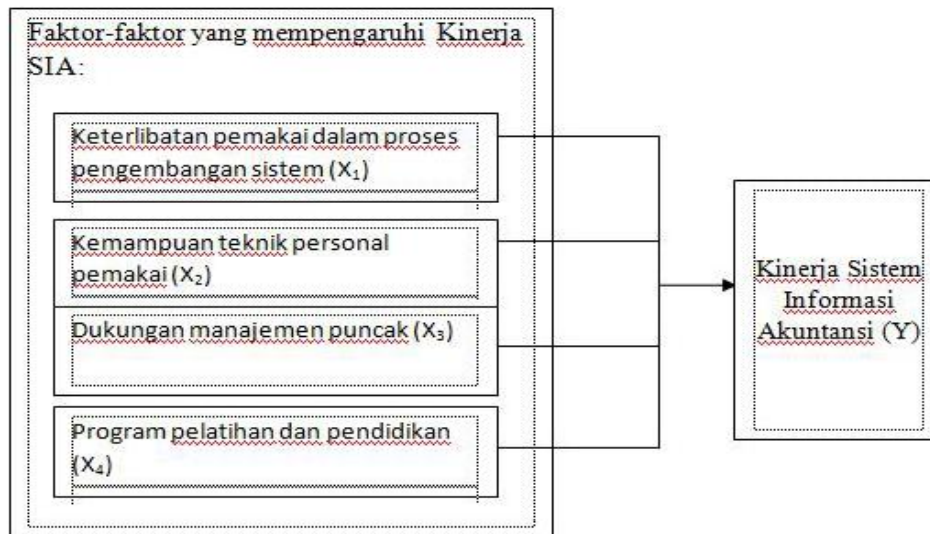 Faktor-faktor yang mempengaruhi Kinerja
SIA:
Keterlibatan pemakai dalam proses
pengembangan sistem (X₁)
Kemampuan teknik personal
pemakai (X₂)
Dukungan manajemen puncak (X₃)
Program pelatihan dan pendidikan
(X₄)
Kinerja Sistem
Informasi
Akuntansi (Y)